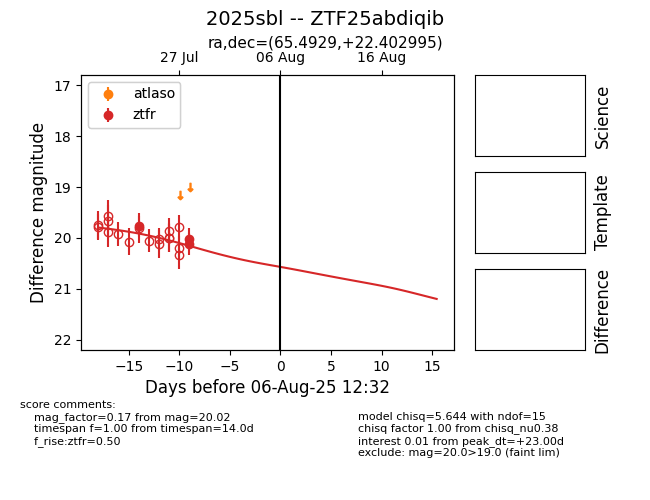 2025sbl -- ZTF25abdiqib
ra,dec=(65.4929,+22.402995)
27 Jul 06 Aug 16 Aug
atlaso
ztfr
17
18
19
20
21
22
Difference magnitude
−15 −10 −5 0 5 10 15
Days before 06-Aug-25 12:32
Science
Template
Difference
score comments:
mag_factor=0.17 from mag=20.02
timespan f=1.00 from timespan=14.0d
f_rise:ztfr=0.50
model chisq=5.644 with ndof=15
chisq factor 1.00 from chisq_nu0.38
interest 0.01 from peak_dt=+23.00d
exclude: mag=20.0>19.0 (faint lim)